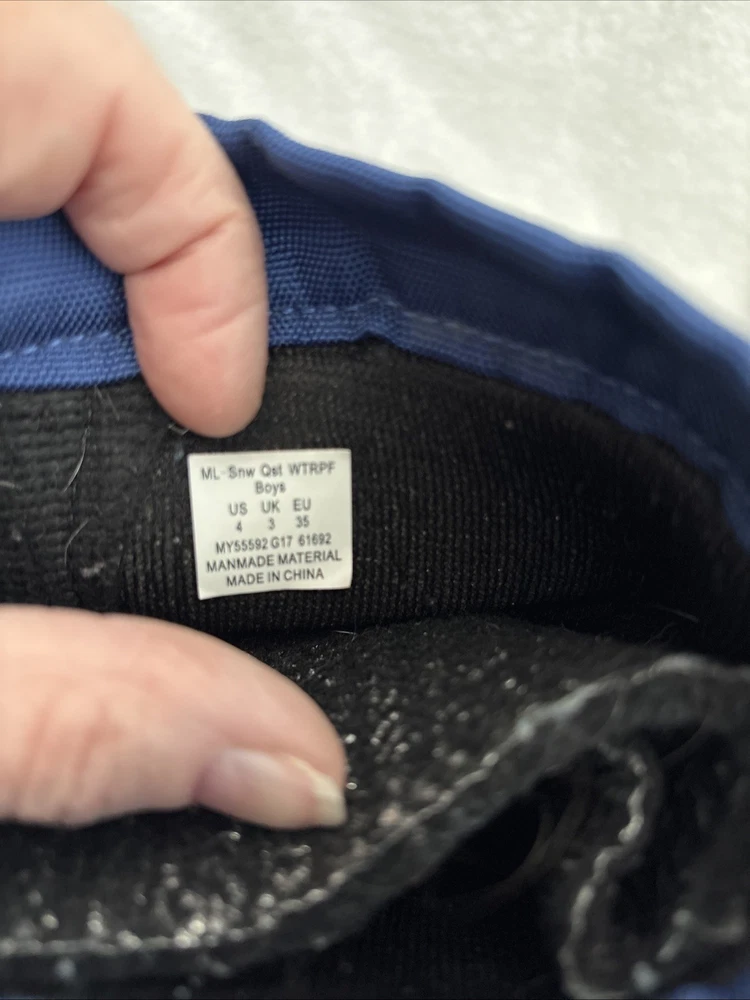 ML-Snw Qst WTRPF
Boys
US UK EU
4 3 35
MY55592 G17 61692
MANMADE MATERIAL
MADE IN CHINA